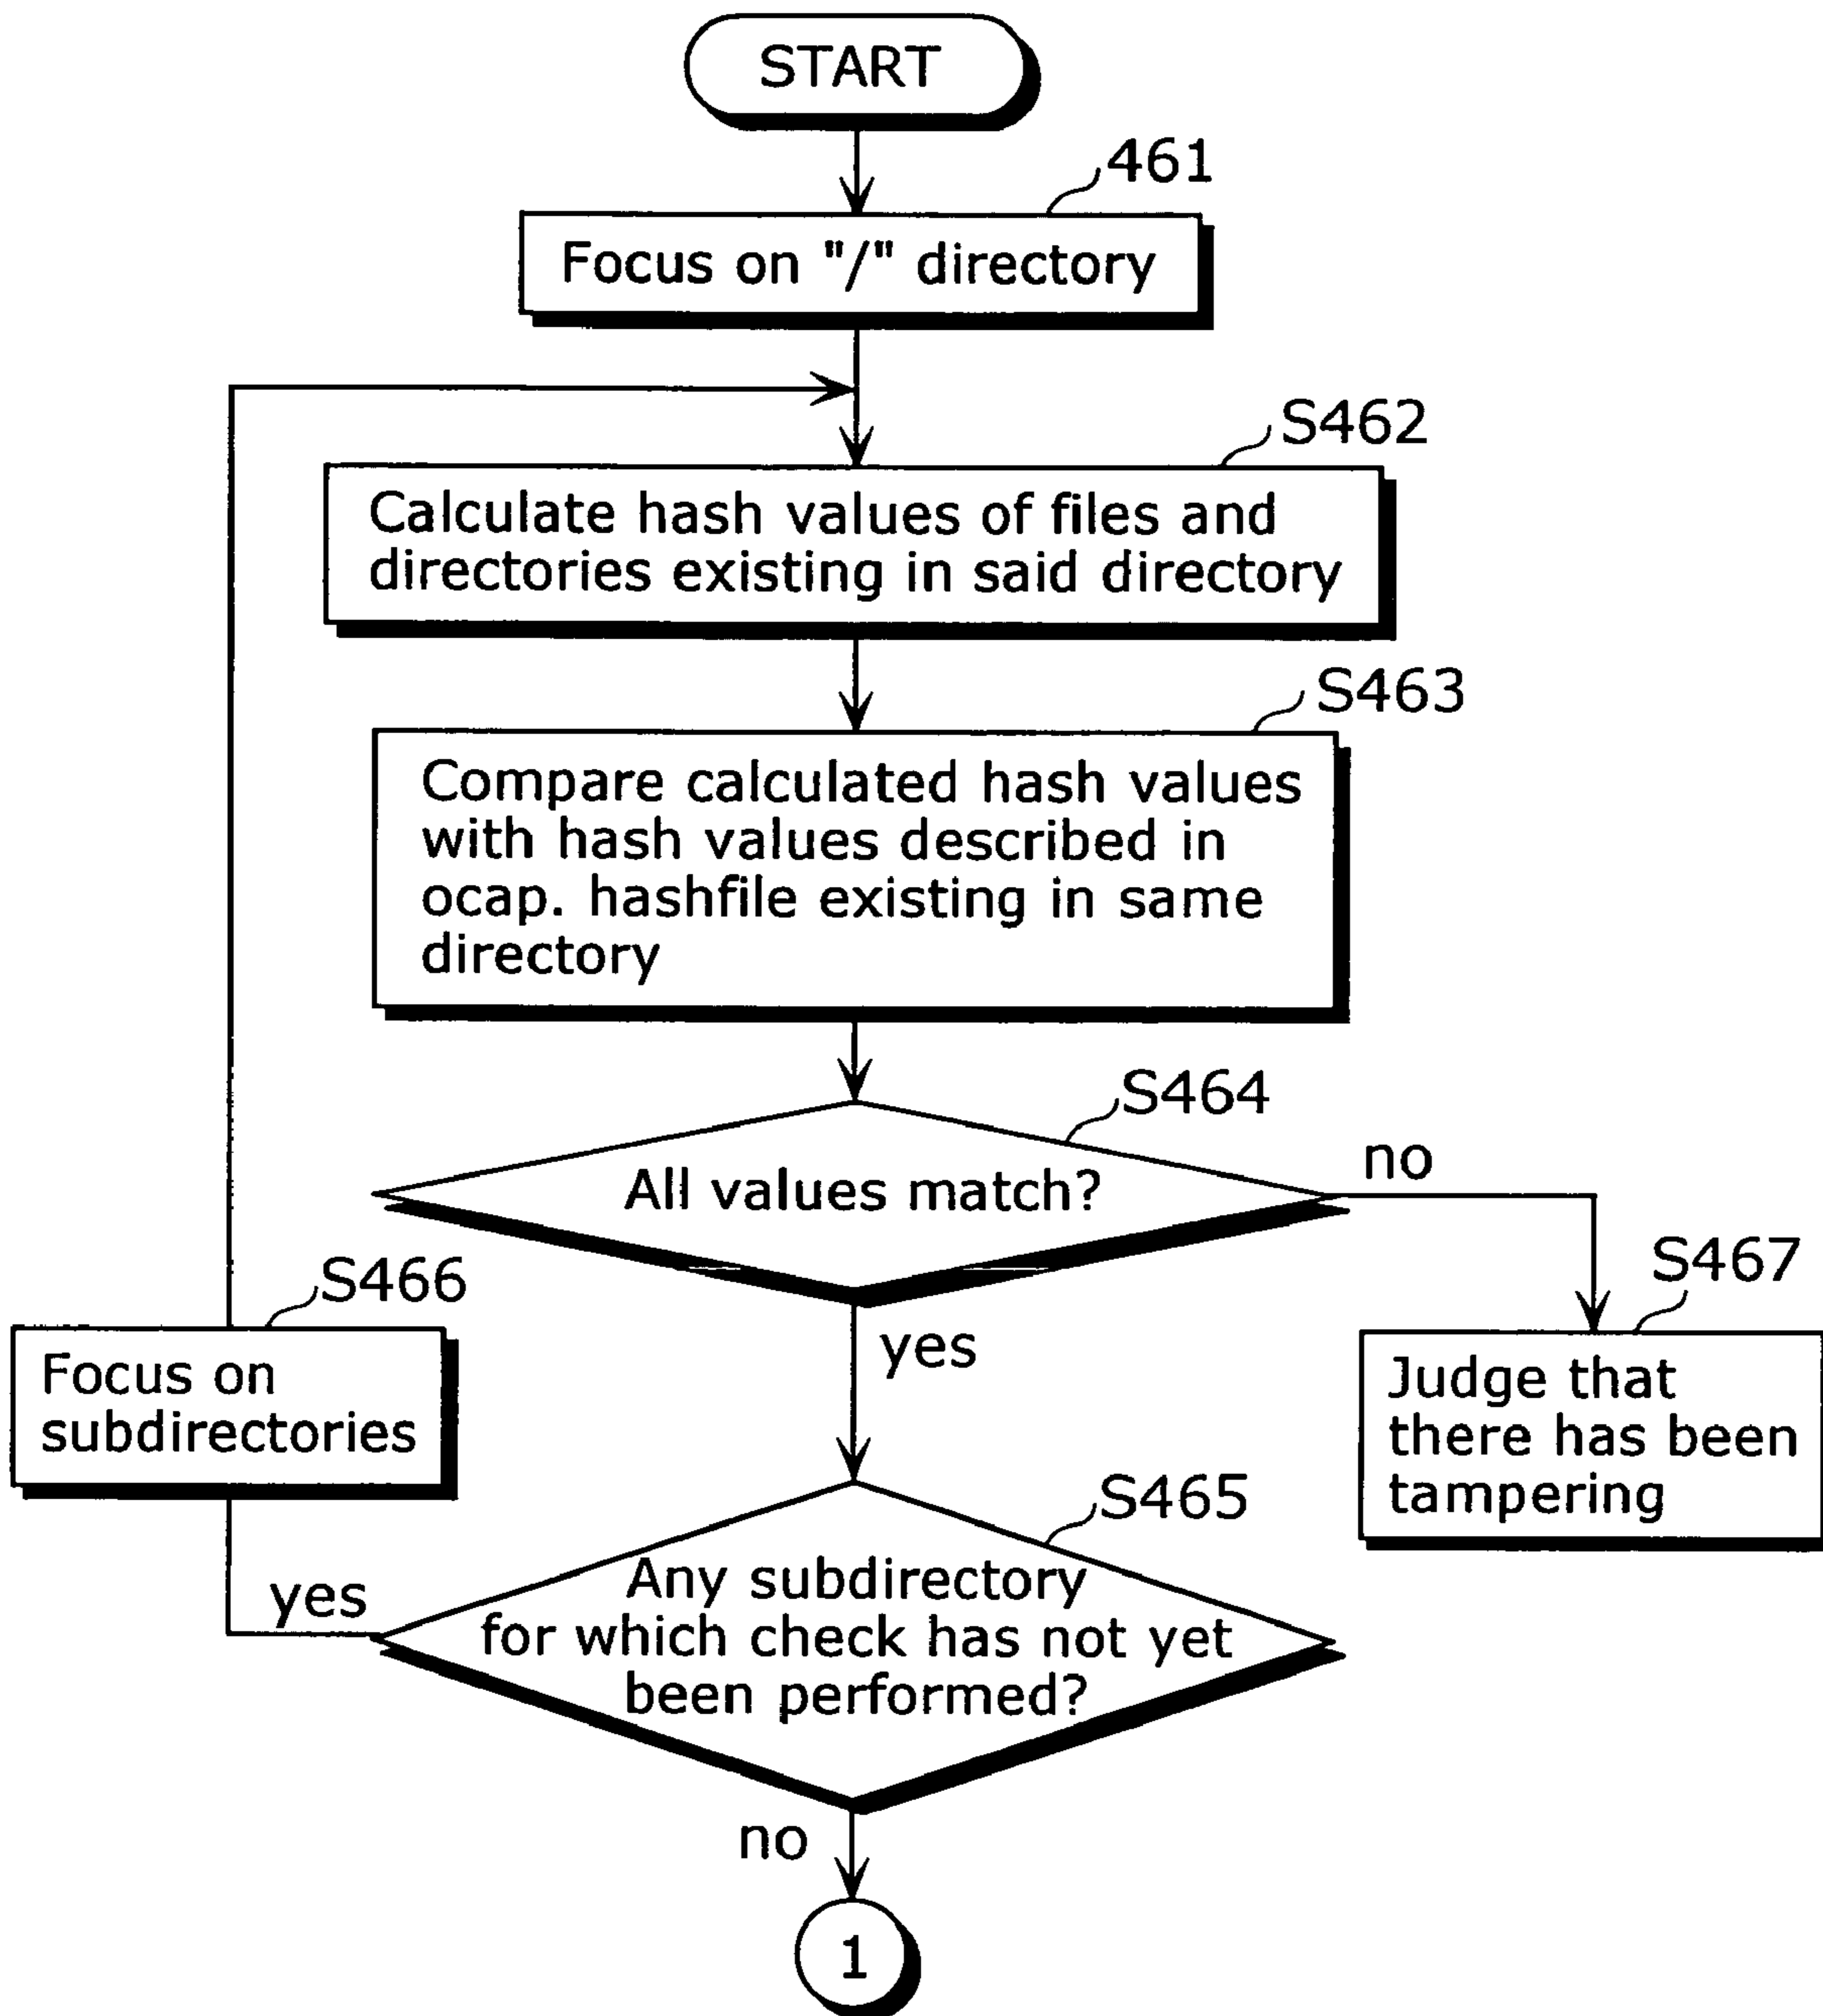 START
461
Focus on "/" directory
S462
Calculate hash values of files and
directories existing in said directory
S463
Compare calculated hash values
with hash values described in
ocap. hashfile existing in same
directory
S464
All values match?
no
S466
S467
yes
Focus on
subdirectories
Judge that
there has been
tampering
S465
yes
Any subdirectory
for which check has not yet
been performed?
no
1